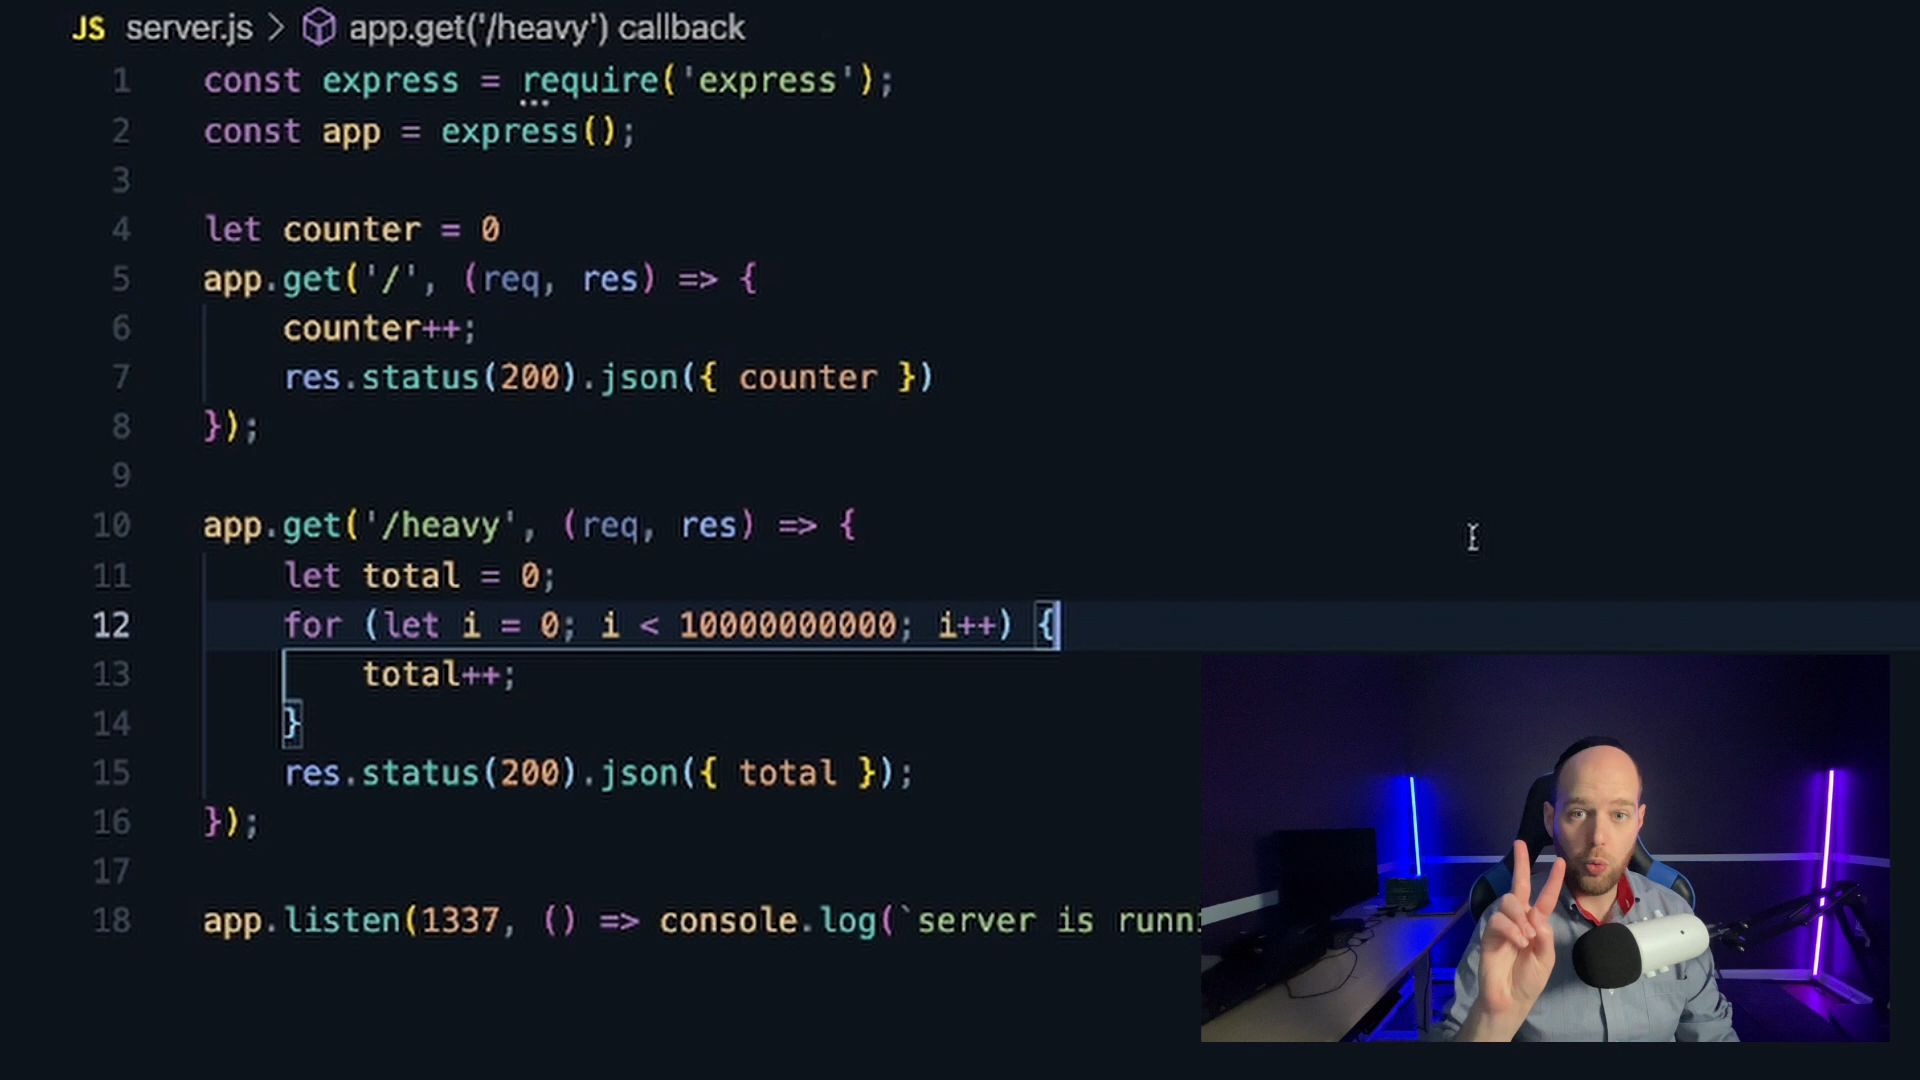 JS server.js > app.get('/heavy') callback
1 const express = require('express');
2 const app = express();
3
4 let counter = 0
5 app.get('/', (req, res) => {
6 counter++;
7 res.status(200).json({ counter })
8 });
9
10 app.get('/heavy', (req, res) => {
11 let total = 0;
12 for (let i = 0; i < 10000000000; i++) {
13 total++;
14 }
15 res.status(200).json({ total });
16 });
17
18 app.listen(1337, () => console.log(`server is runn